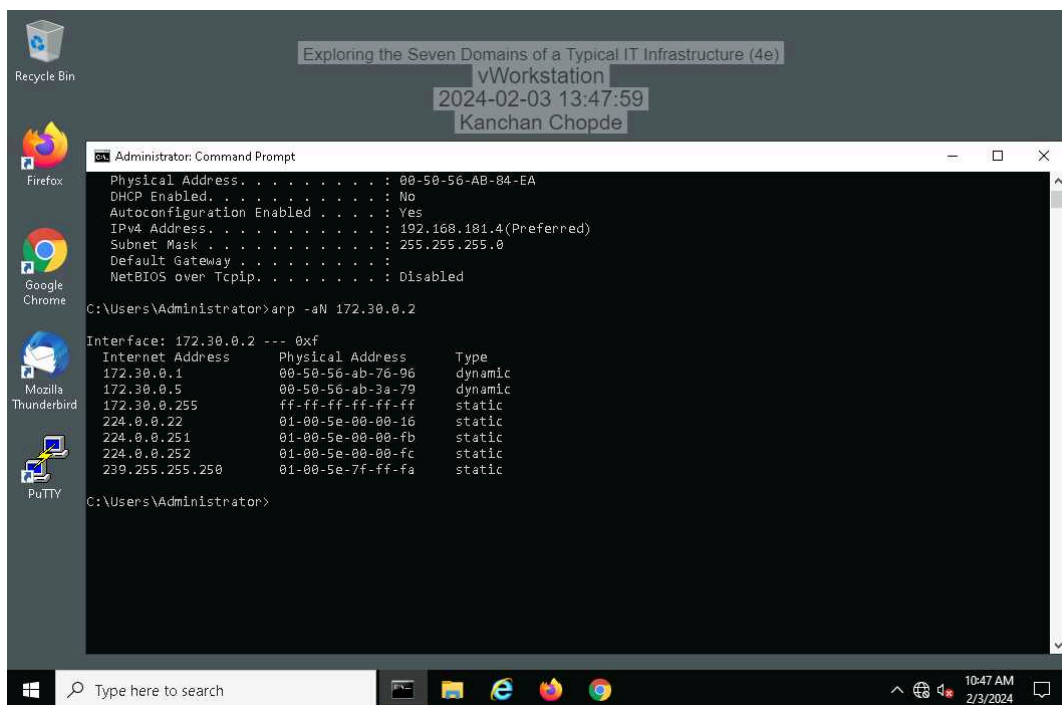 Recycle Bin
Exploring the Seven Domains of a Typical IT Infrastructure (4e)
vWorkstation
2024-02-03 13:47:59
Kanchan Chopde
Firefox
Google
Chrome
Mozilla
Thunderbird
PuTTY
Administrator: Command Prompt
Physical Address. . . . . . . . . : 00-50-56-AB-84-EA
DHCP Enabled. . . . . . . . . . . : No
Autoconfiguration Enabled . . . . : Yes
IPv4 Address. . . . . . . . . . . : 192.168.181.4(Preferred)
Subnet Mask . . . . . . . . . . . : 255.255.255.0
Default Gateway . . . . . . . . . :
NetBIOS over Tcpip. . . . . . . . : Disabled
C:\Users\Administrator>arp -aN 172.30.0.2
Interface: 172.30.0.2 --- 0xf
Internet Address Physical Address Type
172.30.0.1 00-50-56-ab-76-96 dynamic
172.30.0.5 00-50-56-ab-3a-79 dynamic
172.30.0.255 ff-ff-ff-ff-ff-ff static
224.0.0.22 01-00-5e-00-00-16 static
224.0.0.251 01-00-5e-00-00-fb static
224.0.0.252 01-00-5e-00-00-fc static
239.255.255.250 01-00-5e-7f-ff-fa static
C:\Users\Administrator>
Type here to search
10:47 AM
2/3/2024